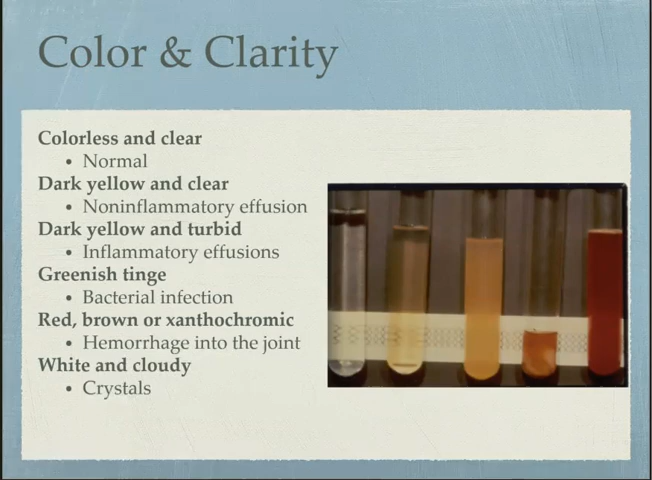 Color & Clarity
Colorless and clear
• Normal
Dark yellow and clear
• Noninflammatory effusion
Dark yellow and turbid
• Inflammatory effusions
Greenish tinge
• Bacterial infection
Red, brown or xanthochromic
• Hemorrhage into the joint
White and cloudy
• Crystals